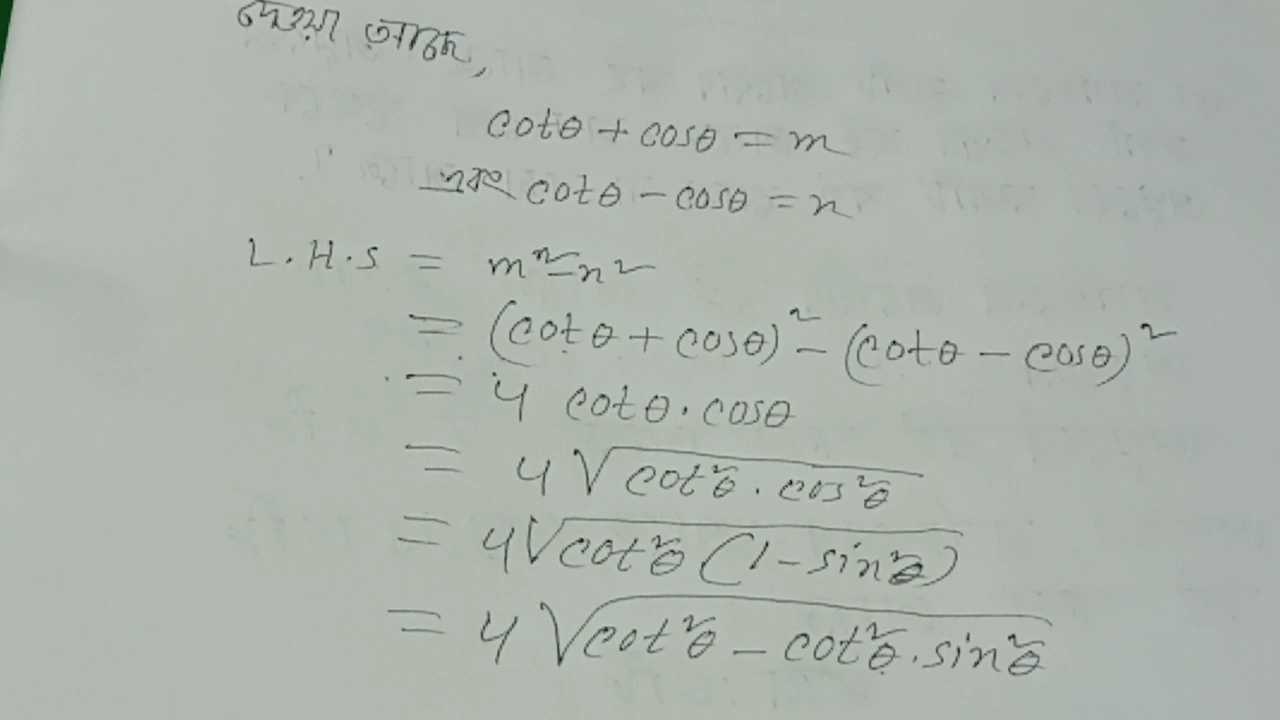 দেওয়া আছে,
cotθ + cosθ = m
এবং cotθ - cosθ = n
L.H.S = m² - n²
= (cotθ + cosθ)² - (cotθ - cosθ)²
= 4 cotθ . cosθ
= 4√(cot²θ . cos²θ)
= 4√(cot²θ (1 - sin²θ))
= 4√(cot²θ - cot²θ . sin²θ)